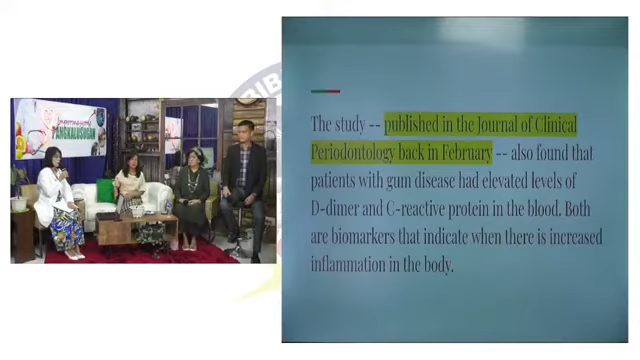 PANGKALUSUGAN
BIB
The study -- published in the Journal of Clinical
Periodontology back in February -- also found that
patients with gum disease had elevated levels of
D-dimer and C-reactive protein in the blood. Both
are biomarkers that indicate when there is increased
inflammation in the body.